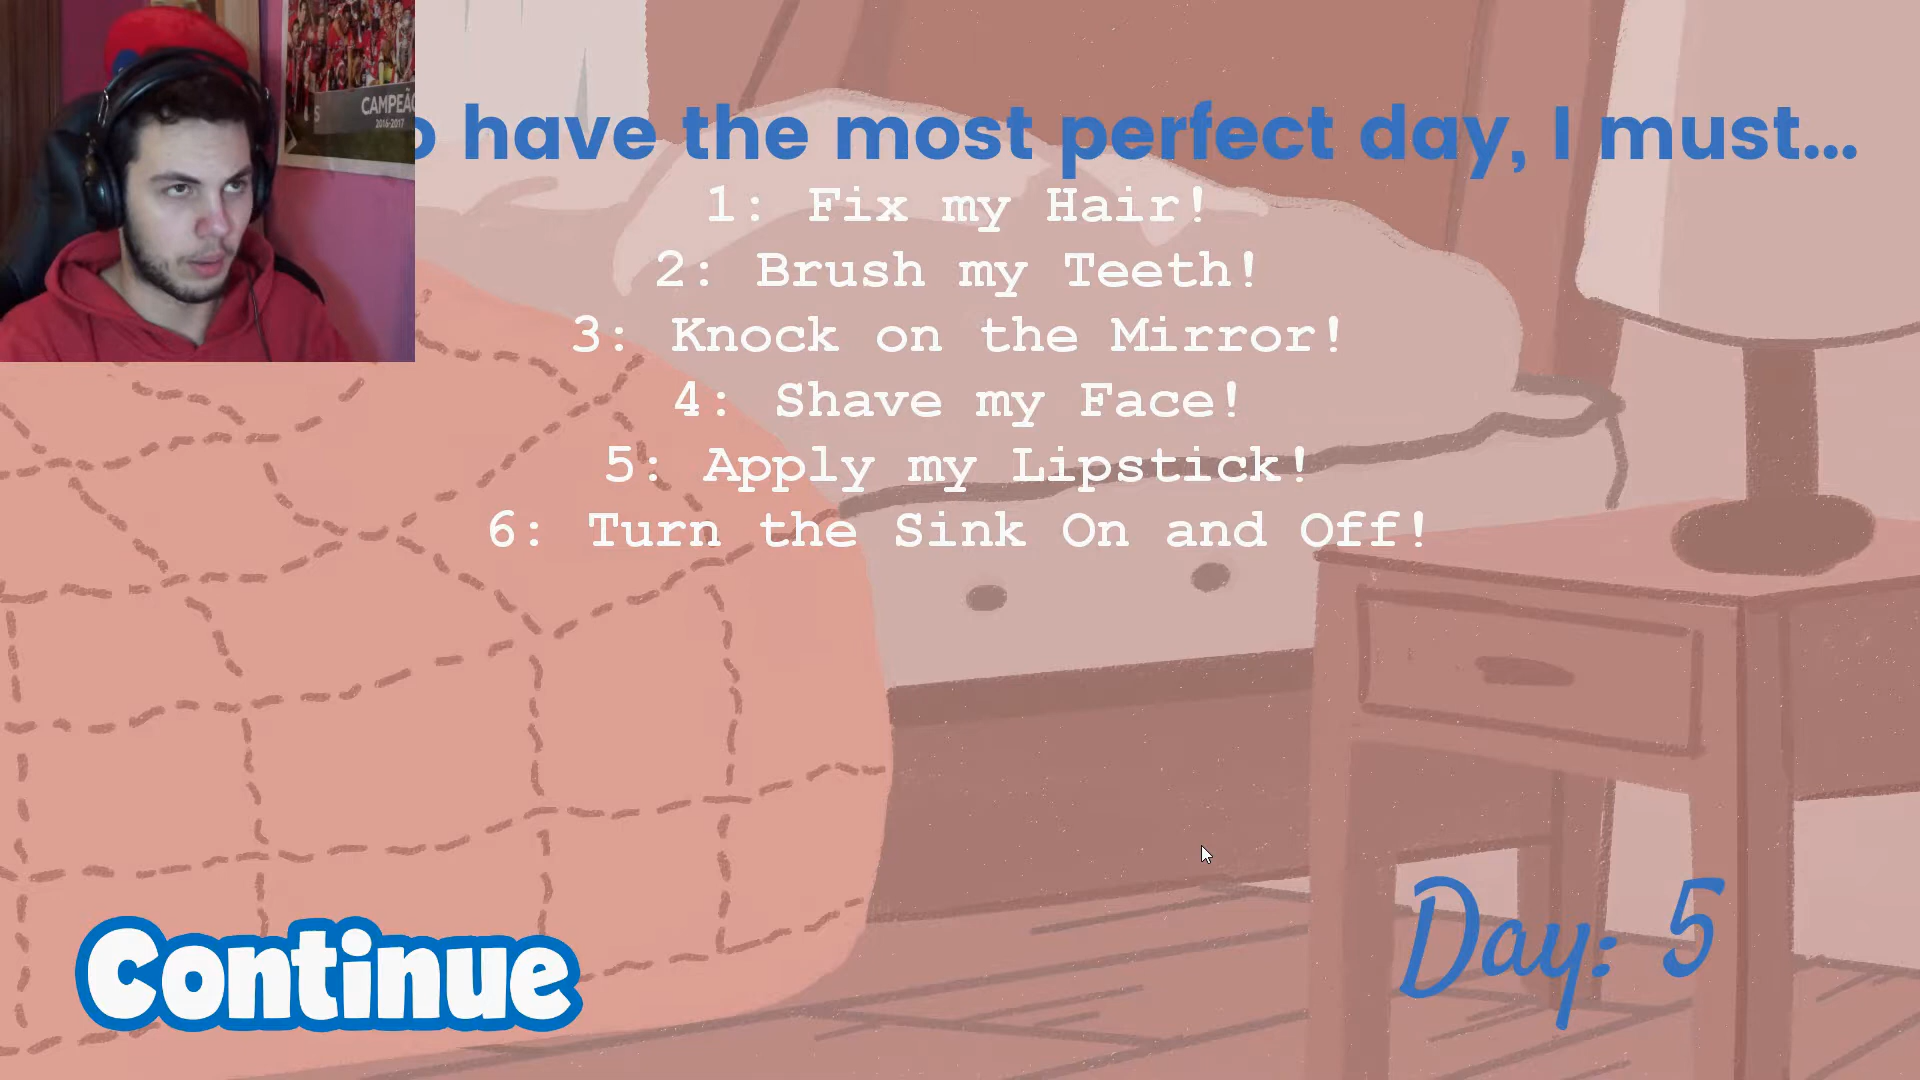 CAMPEÃ
2016-2017
o have the most perfect day, I must...
1: Fix my Hair!
2: Brush my Teeth!
3: Knock on the Mirror!
4: Shave my Face!
5: Apply my Lipstick!
6: Turn the Sink On and Off!
Continue
Day: 5